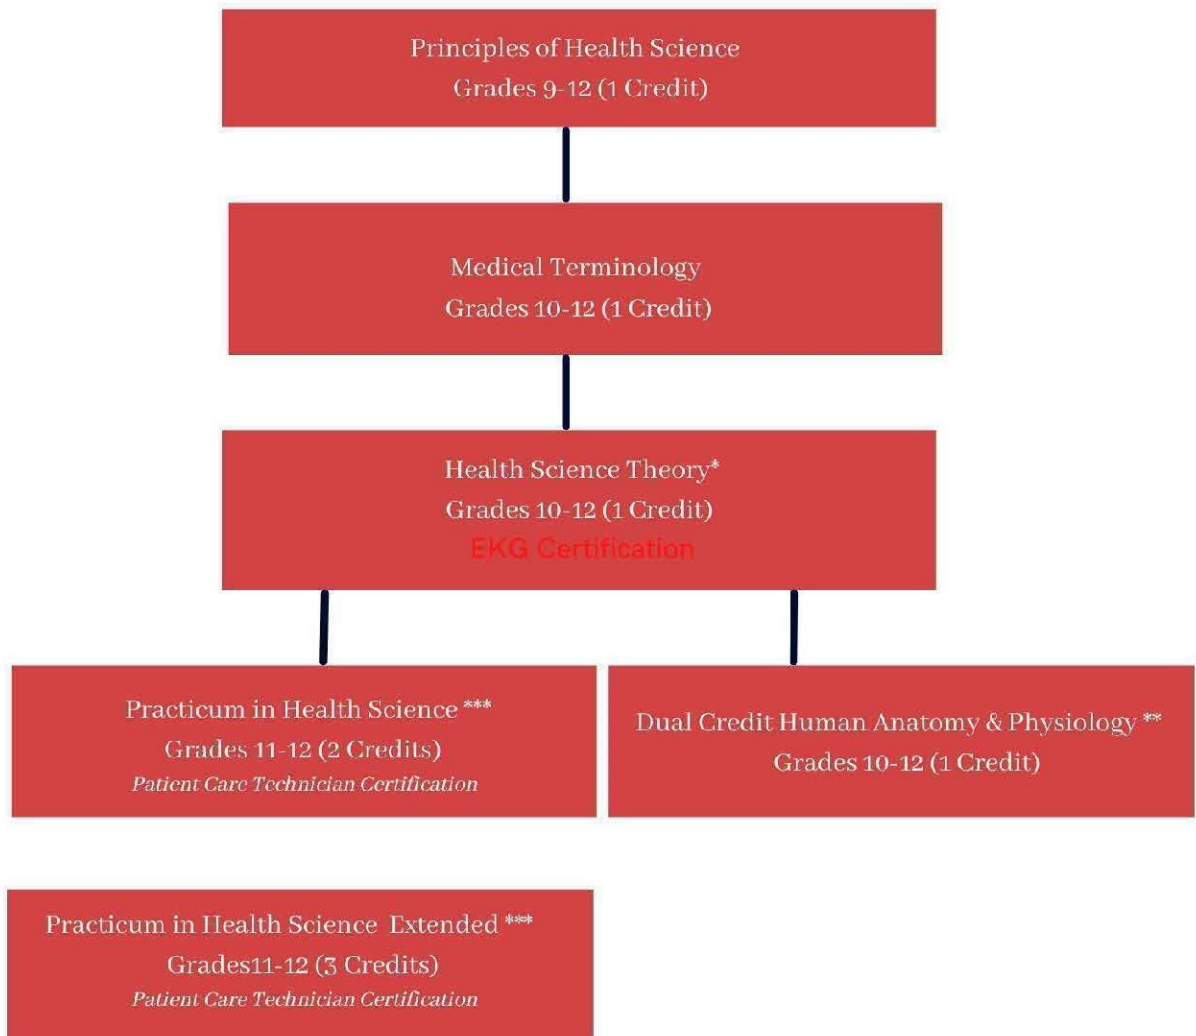 Principles of Health Science
Grades 9-12 (1 Credit)
Medical Terminology
Grades 10-12 (1 Credit)
Health Science Theory*
Grades 10-12 (1 Credit)
EKG Certification
Practicum in Health Science ***
Grades 11-12 (2 Credits)
Patient Care Technician Certification
Dual Credit Human Anatomy & Physiology **
Grades 10-12 (1 Credit)
Practicum in Health Science Extended ***
Grades11-12 (3 Credits)
Patient Care Technician Certification